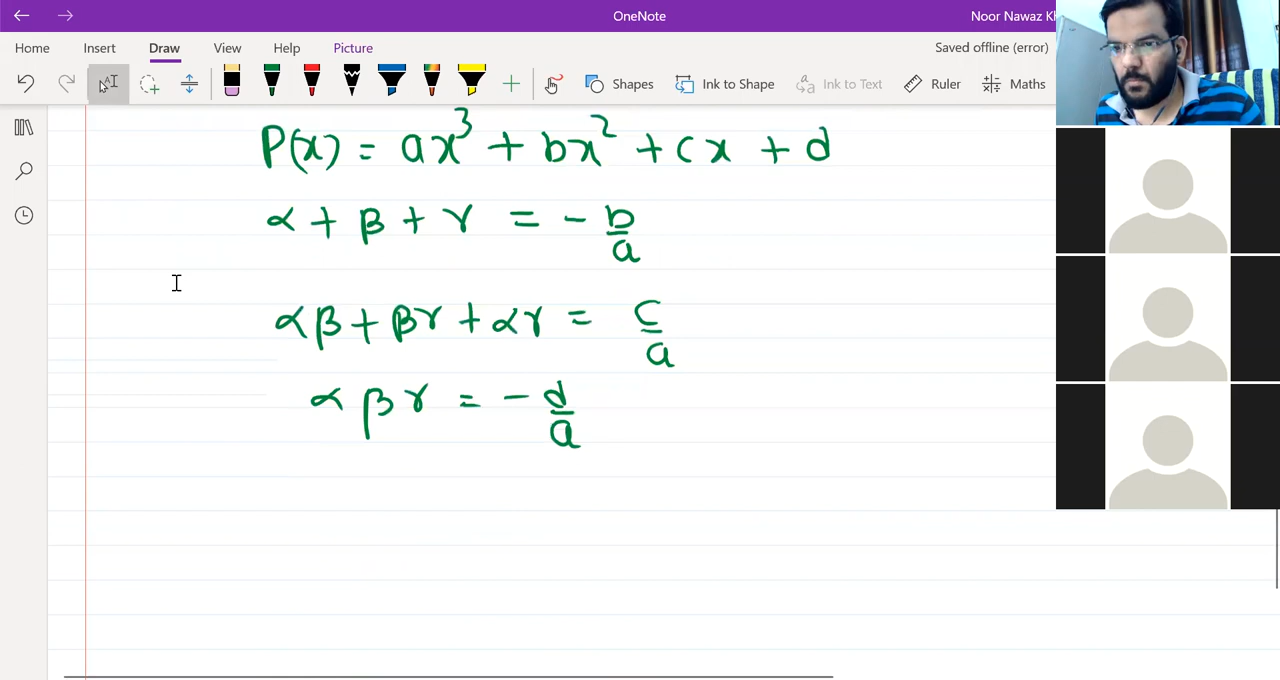 OneNote
Noor Nawaz Kh
Home Insert Draw View Help Picture
Saved offline (error)
Shapes Ink to Shape Ink to Text Ruler Maths
P(x) = ax³ + bx² + cx + d
α + β + γ = - b/a
αβ + βγ + αγ = c/a
α β γ = - d/a